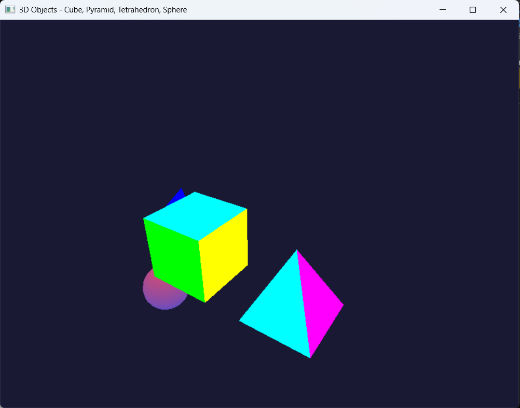 3D Objects - Cube, Pyramid, Tetrahedron, Sphere